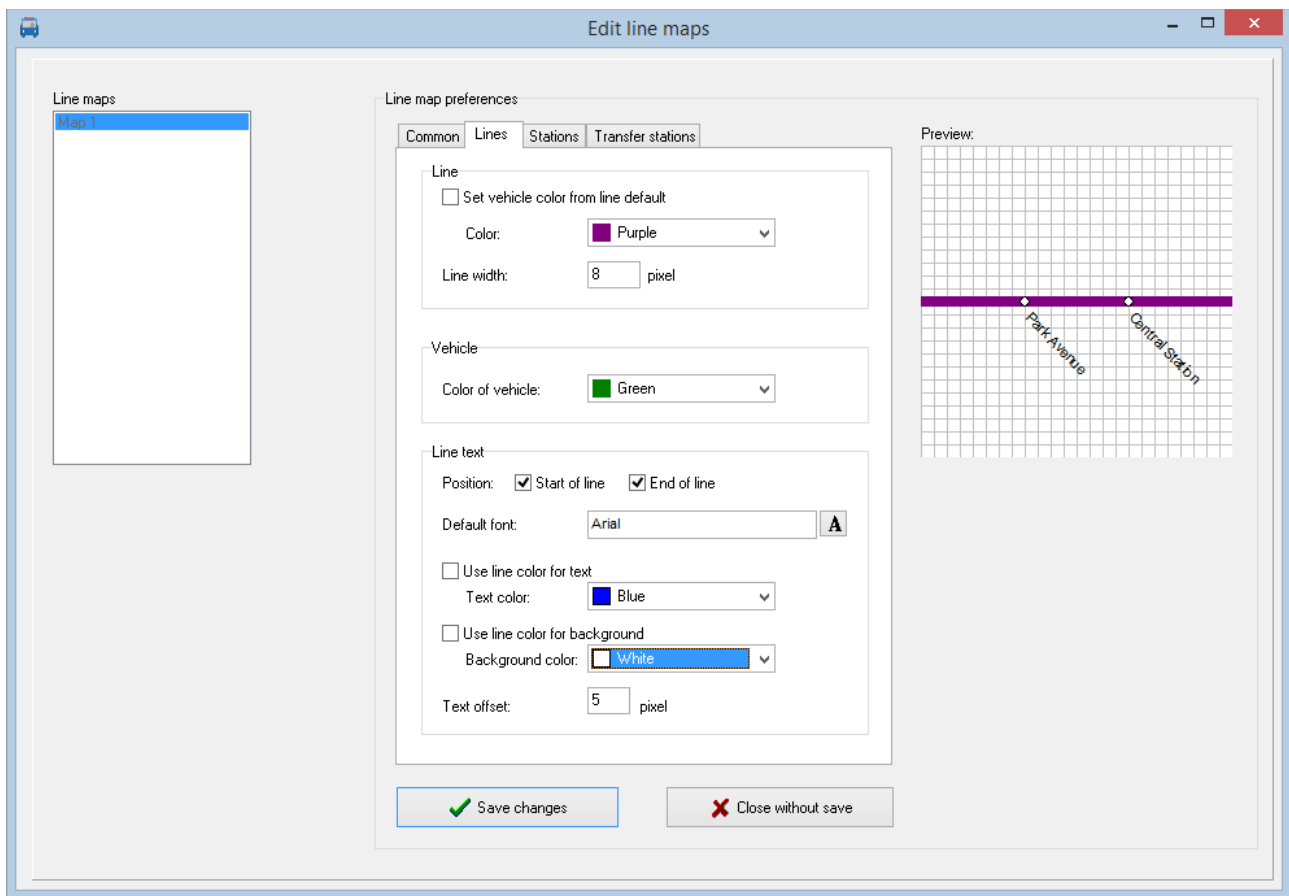 Edit line maps
Line maps
Map 1
Line map preferences
Common Lines Stations Transfer stations
Line
Set vehicle color from line default
Color: Purple
Line width: 8 pixel
Vehicle
Color of vehicle: Green
Line text
Position: Start of line End of line
Default font: Arial A
Use line color for text
Text color: Blue
Use line color for background
Background color: White
Text offset: 5 pixel
Save changes Close without save
Preview:
Park Avenue
Central Station